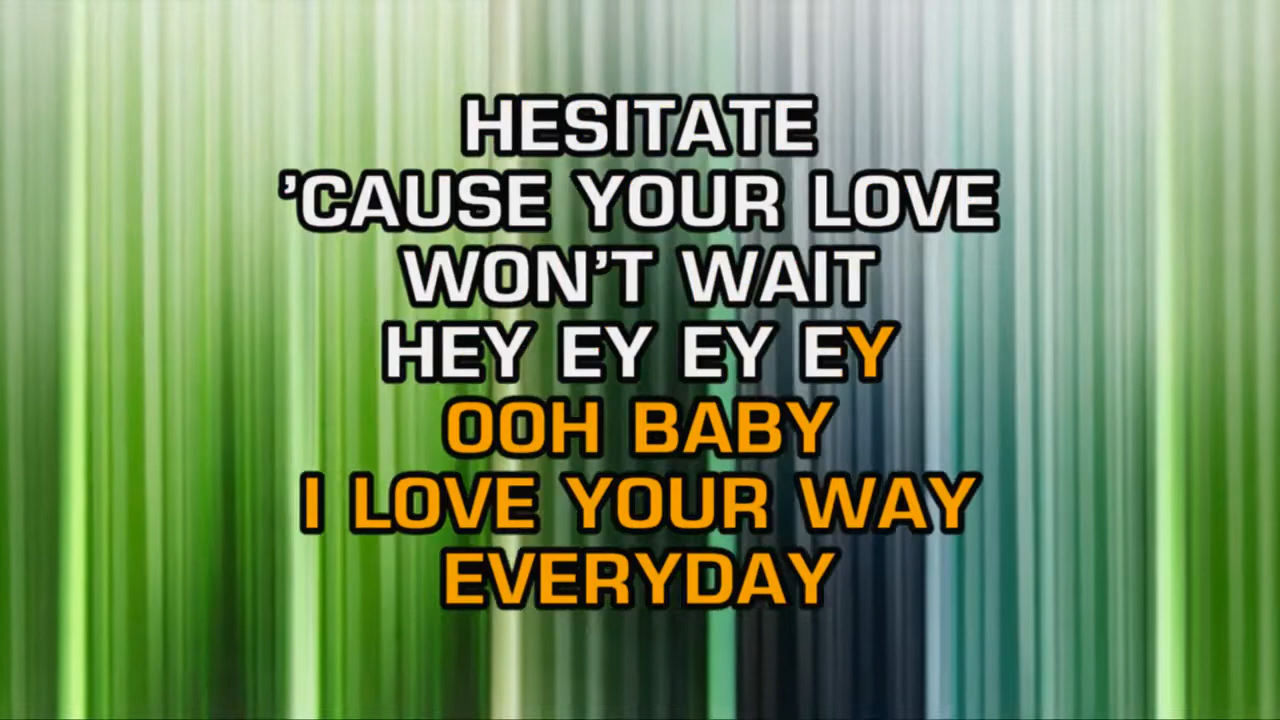 HESITATE
'CAUSE YOUR LOVE
WON'T WAIT
HEY EY EY EY
OOH BABY
I LOVE YOUR WAY
EVERYDAY